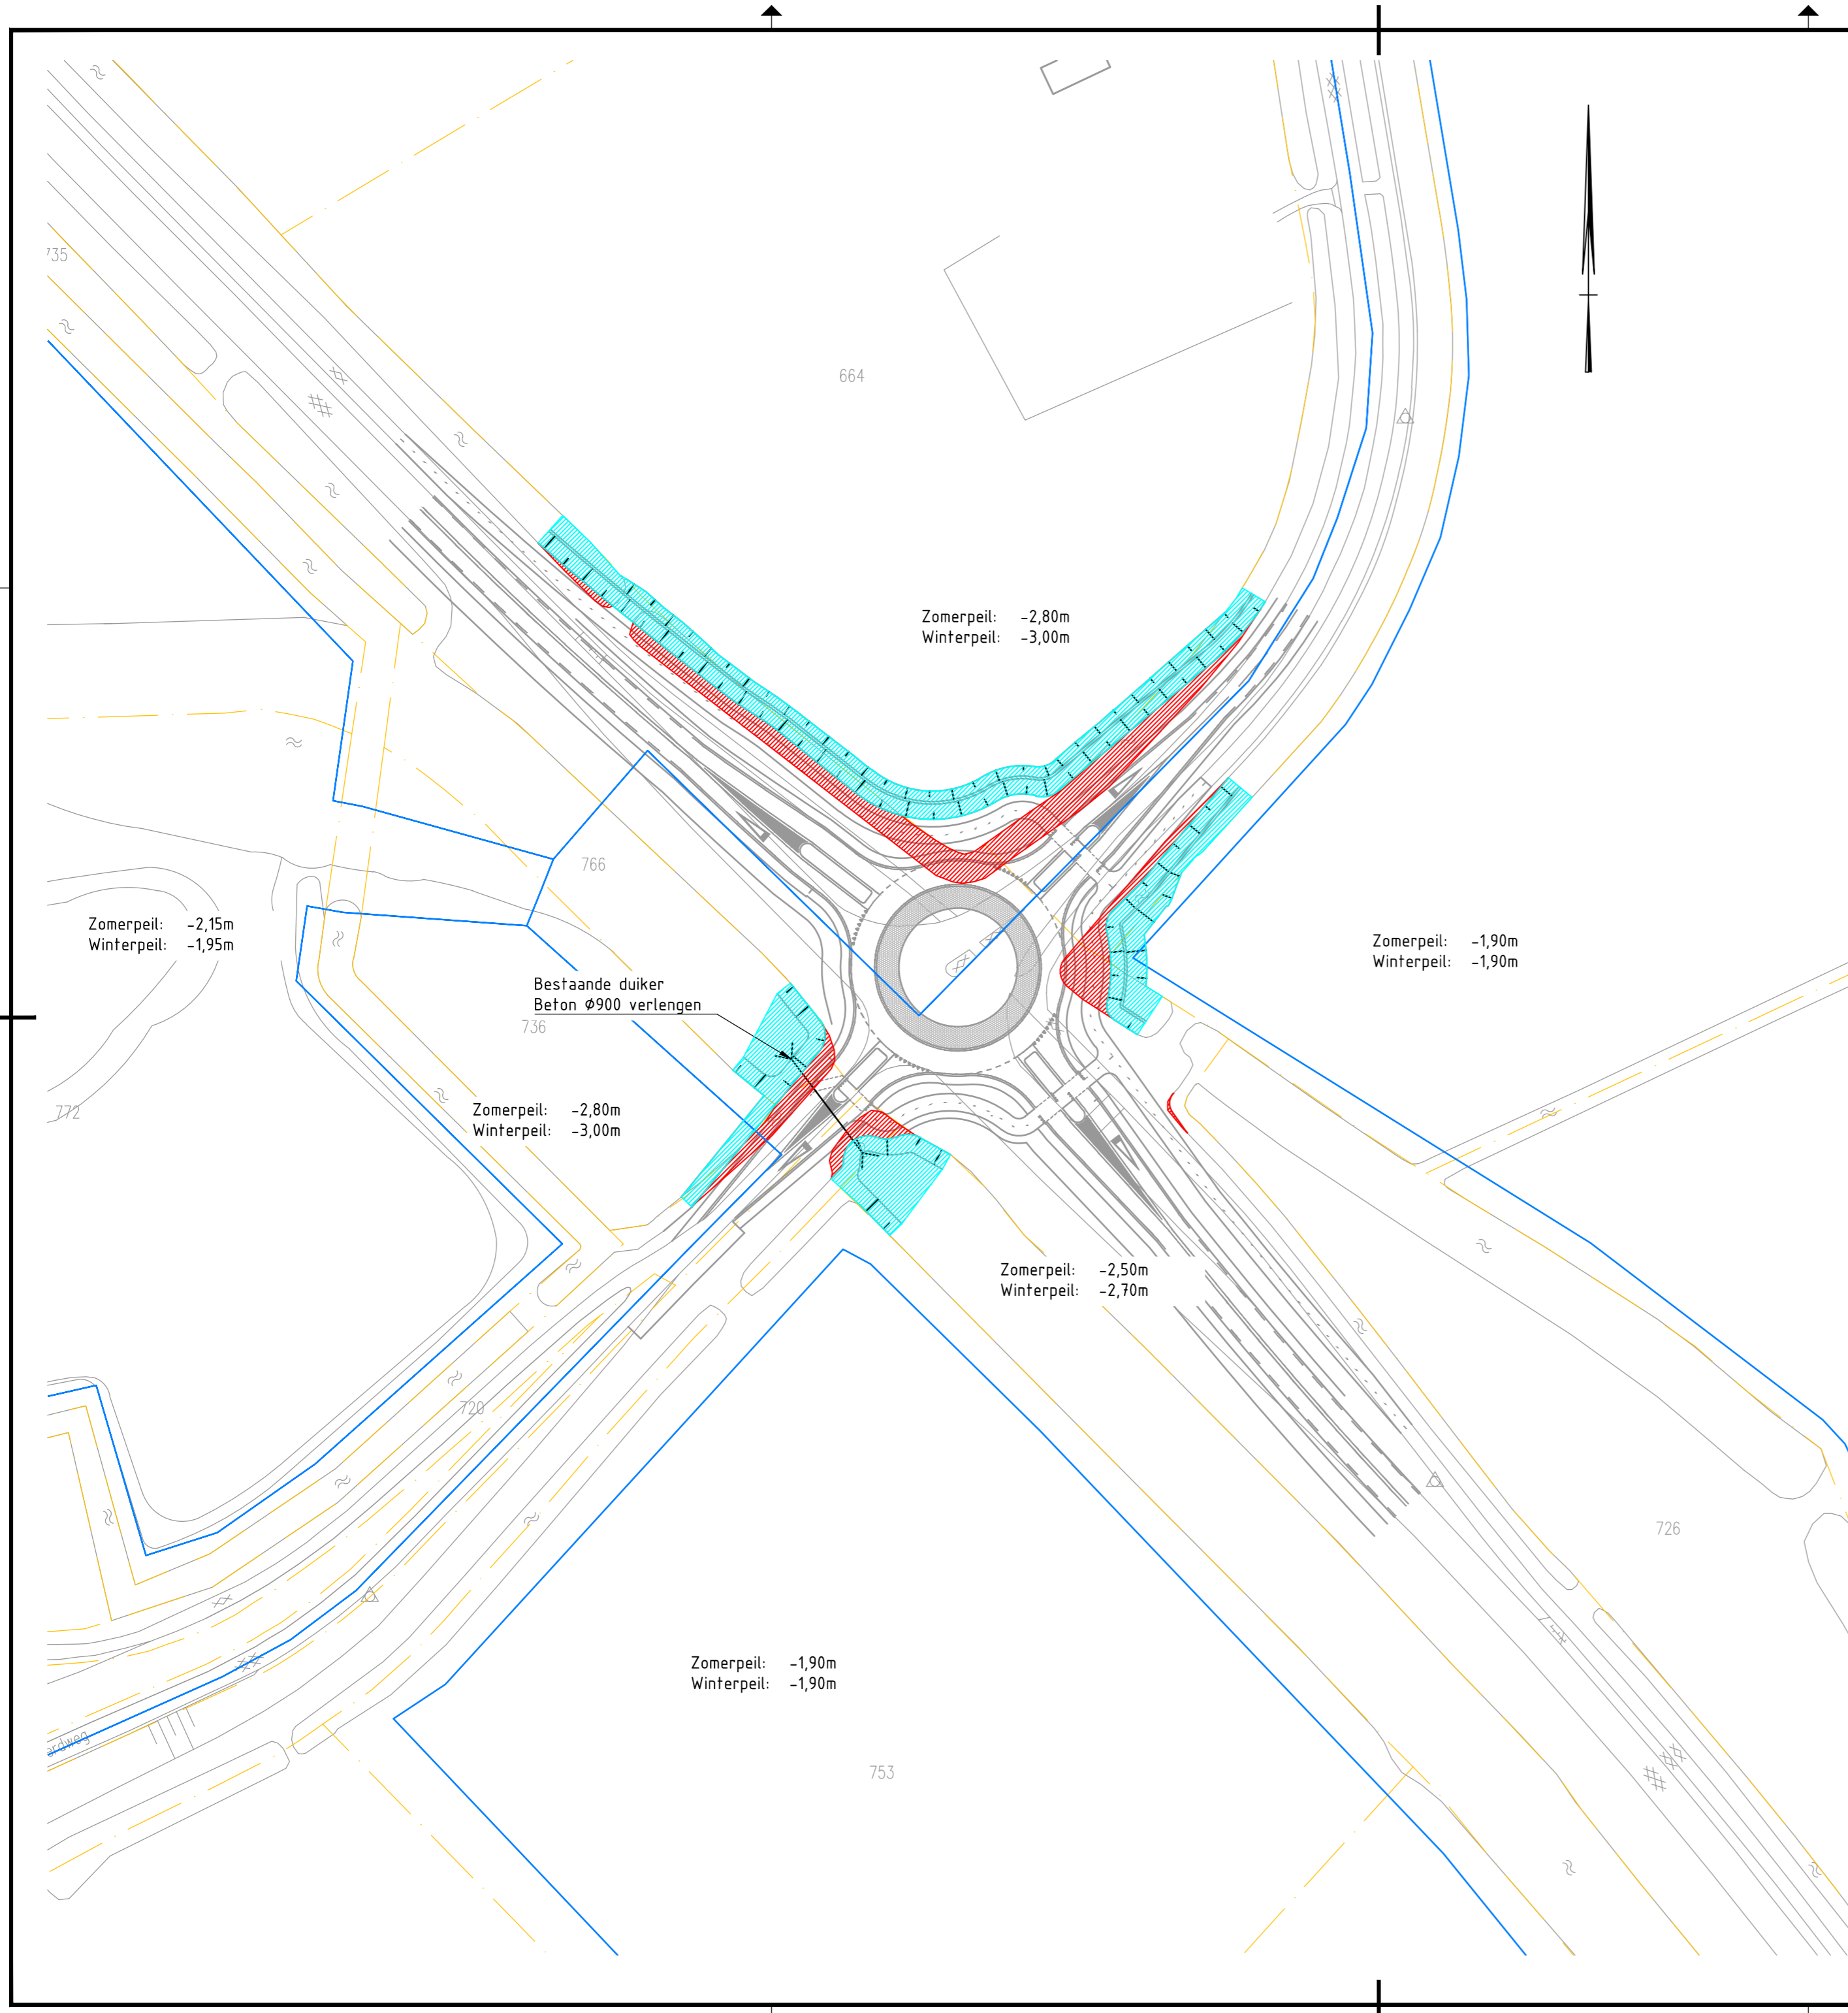 735
664
Zomerpeil: -2,80m
Winterpeil: -3,00m
766
Zomerpeil: -2,15m
Winterpeil: -1,95m
Zomerpeil: -1,90m
Winterpeil: -1,90m
Bestaande duiker
Beton Ø900 verlengen
736
772
Zomerpeil: -2,80m
Winterpeil: -3,00m
Zomerpeil: -2,50m
Winterpeil: -2,70m
720
726
Zomerpeil: -1,90m
Winterpeil: -1,90m
erdweg
753